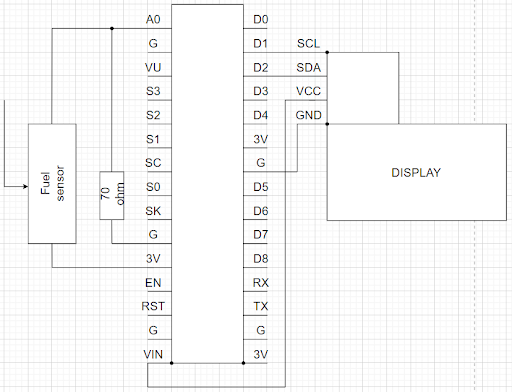 A0 D0
G D1 SCL
VU D2 SDA
S3 D3 VCC
S2 D4 GND
S1 3V
SC G
S0 D5
SK D6
G D7
3V D8
EN RX
RST TX
G G
VIN 3V
Fuel
sensor
70
ohm
DISPLAY